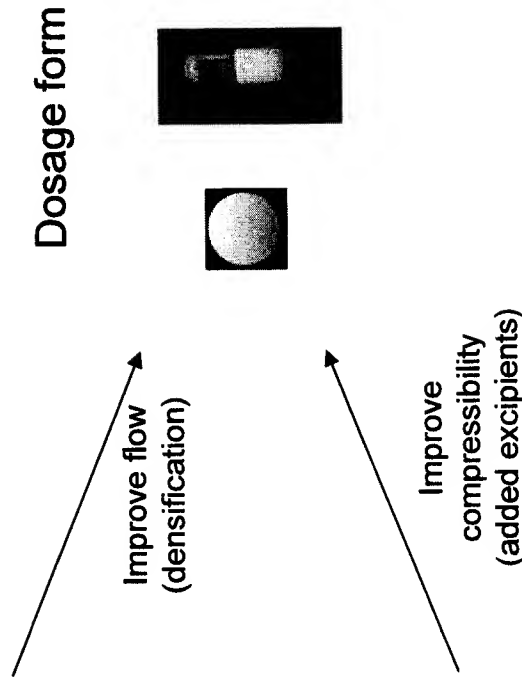 Dosage form
Improve flow
(densification)
Improve
compressibility
(added excipients)